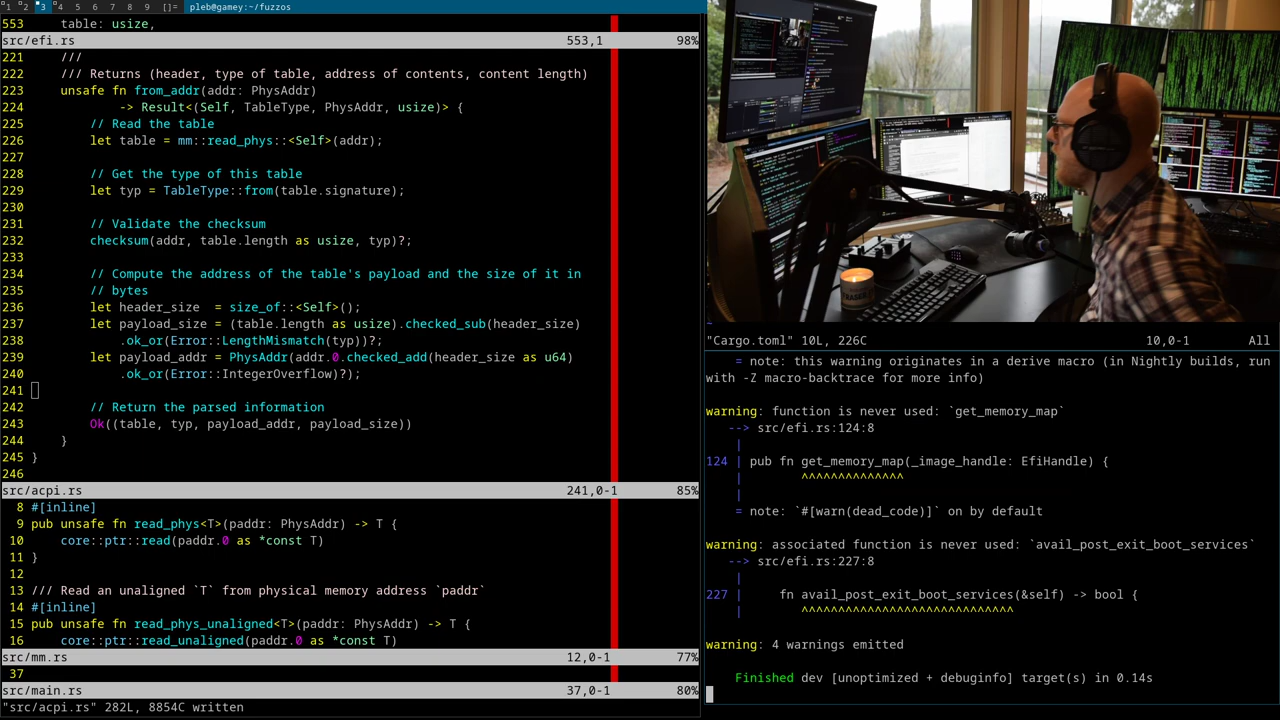 1 2 3 4 5 6 7 8 9 []= pleb@gamey:~/fuzzos
553     table: usize,
src/efi.rs 553,1 98%
221     ///
222     /// Returns (header, type of table, address of contents, content length)
223     unsafe fn from_addr(addr: PhysAddr)
224             -> Result<(Self, TableType, PhysAddr, usize)> {
225         // Read the table
226         let table = mm::read_phys::<Self>(addr);
227
228         // Get the type of this table
229         let typ = TableType::from(table.signature);
230
231         // Validate the checksum
232         checksum(addr, table.length as usize, typ)?;
233
234         // Compute the address of the table's payload and the size of it in
235         // bytes
236         let header_size  = size_of::<Self>();
237         let payload_size = (table.length as usize).checked_sub(header_size)
238             .ok_or(Error::LengthMismatch(typ))?;
239         let payload_addr = PhysAddr(addr.0.checked_add(header_size as u64)
240             .ok_or(Error::IntegerOverflow)?);
241
242         // Return the parsed information
243         Ok((table, typ, payload_addr, payload_size))
244     }
245 }
246
src/acpi.rs 241,0-1 85%
8 #[inline]
9 pub unsafe fn read_phys<T>(paddr: PhysAddr) -> T {
10     core::ptr::read(paddr.0 as *const T)
11 }
12
13 /// Read an unaligned `T` from physical memory address `paddr`
14 #[inline]
15 pub unsafe fn read_phys_unaligned<T>(paddr: PhysAddr) -> T {
16     core::ptr::read_unaligned(paddr.0 as *const T)
src/mm.rs 12,0-1 77%
37
src/main.rs 37,0-1 80%
"src/acpi.rs" 282L, 8854C written
"Cargo.toml" 10L, 226C 10,0-1 All
= note: this warning originates in a derive macro (in Nightly builds, run
with -Z macro-backtrace for more info)
warning: function is never used: `get_memory_map`
--> src/efi.rs:124:8
|
124 | pub fn get_memory_map(_image_handle: EfiHandle) {
|        ^^^^^^^^^^^^^^
|
= note: `#[warn(dead_code)]` on by default
warning: associated function is never used: `avail_post_exit_boot_services`
--> src/efi.rs:227:8
|
227 |     fn avail_post_exit_boot_services(&self) -> bool {
|        ^^^^^^^^^^^^^^^^^^^^^^^^^^^^^
warning: 4 warnings emitted
Finished dev [unoptimized + debuginfo] target(s) in 0.14s